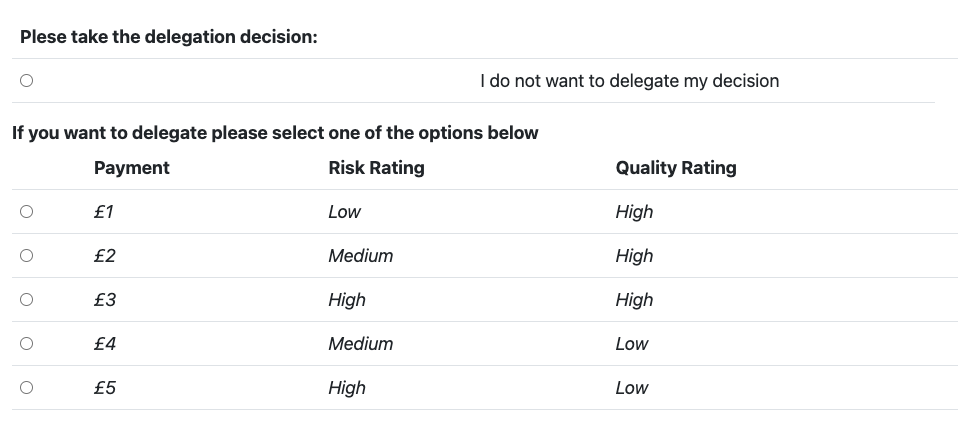 Plese take the delegation decision:
I do not want to delegate my decision
If you want to delegate please select one of the options below
Payment Risk Rating Quality Rating
£1 Low High
£2 Medium High
£3 High High
£4 Medium Low
£5 High Low